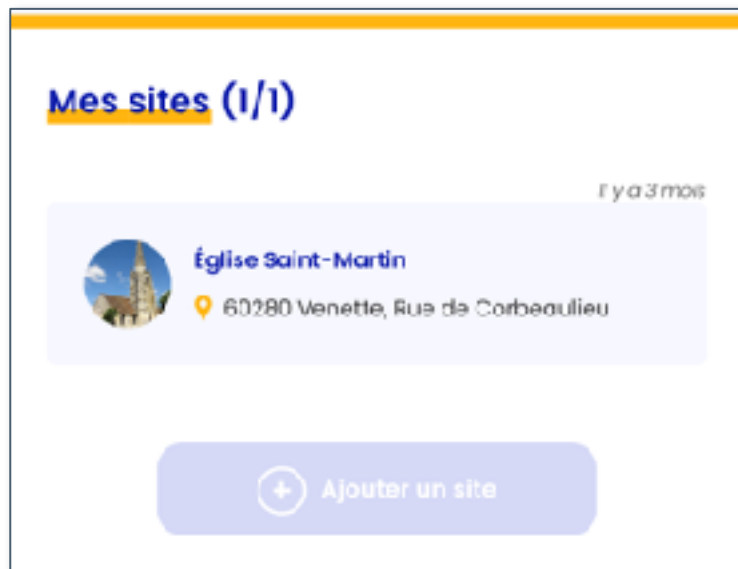 Mes sites (1/1)
Il y a 3 mois
Église Saint-Martin
60280 Venette, Rue de Corbeaulieu
Ajouter un site